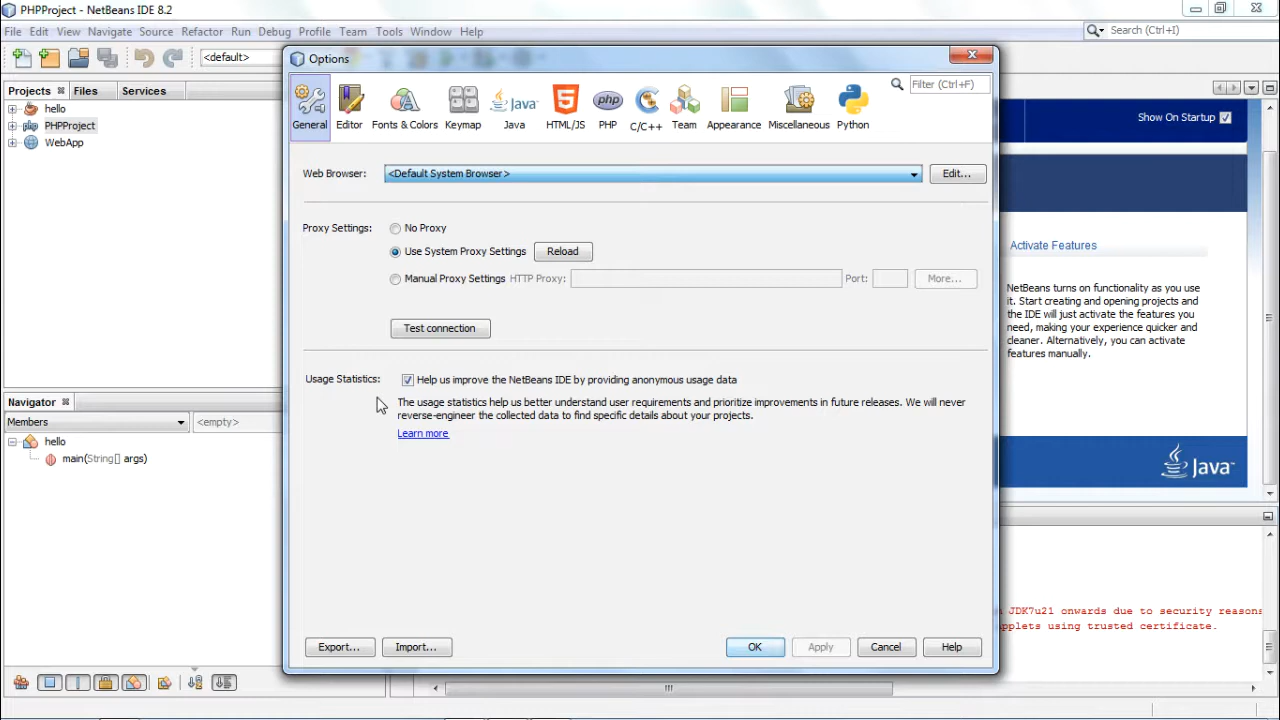 PHPProject - NetBeans IDE 8.2
File Edit View Navigate Source Refactor Run Debug Profile Team Tools Window Help
Search (Ctrl+I)
<default>
Projects Files Services
hello
PHPProject
WebApp
Navigator
Members <empty>
hello
main(String[] args)
Options
Filter (Ctrl+F)
General Editor Fonts & Colors Keymap Java HTML/JS PHP C/C++ Team Appearance Miscellaneous Python
Web Browser: <Default System Browser> Edit...
Proxy Settings: No Proxy
Use System Proxy Settings Reload
Manual Proxy Settings HTTP Proxy: Port: More...
Test connection
Usage Statistics: Help us improve the NetBeans IDE by providing anonymous usage data
The usage statistics help us better understand user requirements and prioritize improvements in future releases. We will never
reverse-engineer the collected data to find specific details about your projects.
Learn more
Export... Import... OK Apply Cancel Help
Show On Startup
Activate Features
NetBeans turns on functionality as you use
it. Start creating and opening projects and
the IDE will just activate the features you
need, making your experience quicker and
cleaner. Alternatively, you can activate
features manually.
Java
JDK7u21 onwards due to security reasons
applets using trusted certificate.